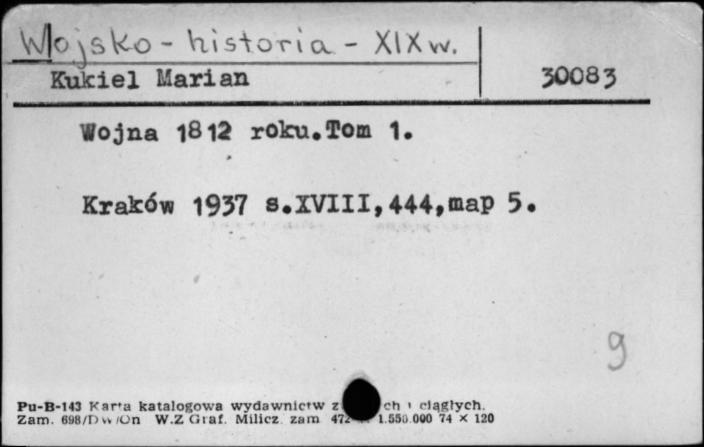 Wojsko - historia - XIX w.
Kukiel Marian 30083
Wojna 1812 roku.Tom 1.
Kraków 1937 s.XVIII,444,map 5.
9
Pu-B-143 Karta katalogowa wydawnictw z ch i ciągłych.
Zam. 698/Dw/On W.Z Graf. Milicz. zam 472 1.550.000 74 × 120